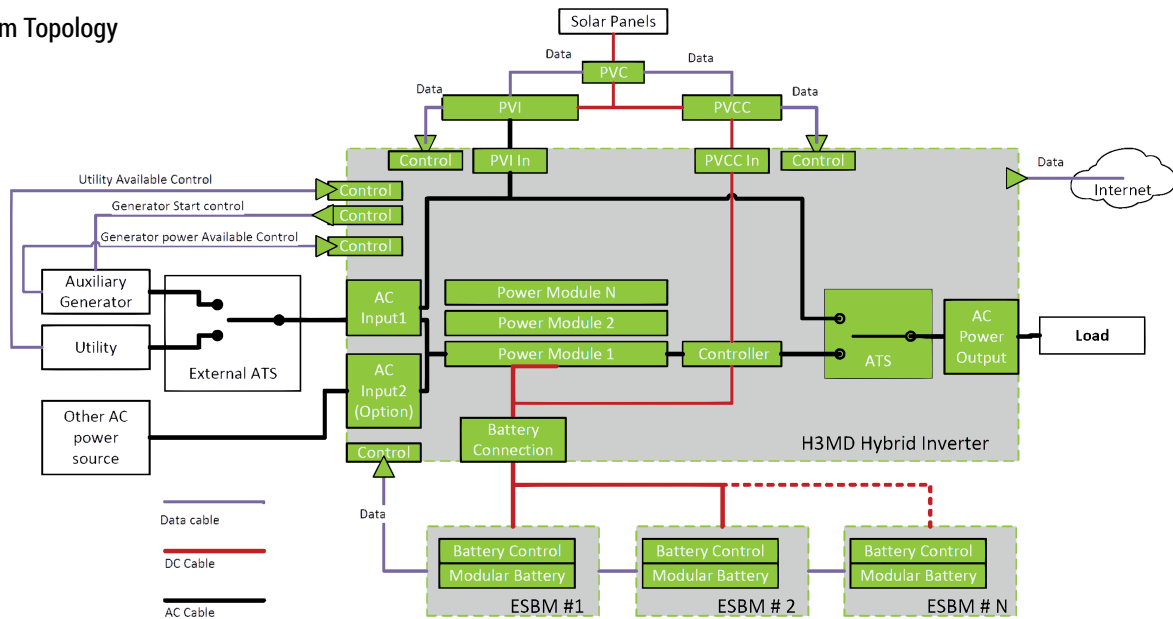 m Topology
Solar Panels
Data
PVC
Data
Data
PVI
PVCC
Data
Control
PVI In
PVCC In
Control
Data
Internet
Utility Available Control
Control
Generator Start control
Control
Generator power Available Control
Control
Auxiliary
Generator
Utility
External ATS
Other AC
power
source
AC
Input1
AC
Input2
(Option)
Power Module N
Power Module 2
Power Module 1
Controller
ATS
AC
Power
Output
Load
Battery
Connection
Control
H3MD Hybrid Inverter
Data cable
DC Cable
AC Cable
Data
Battery Control
Modular Battery
ESBM #1
Battery Control
Modular Battery
ESBM # 2
Battery Control
Modular Battery
ESBM # N